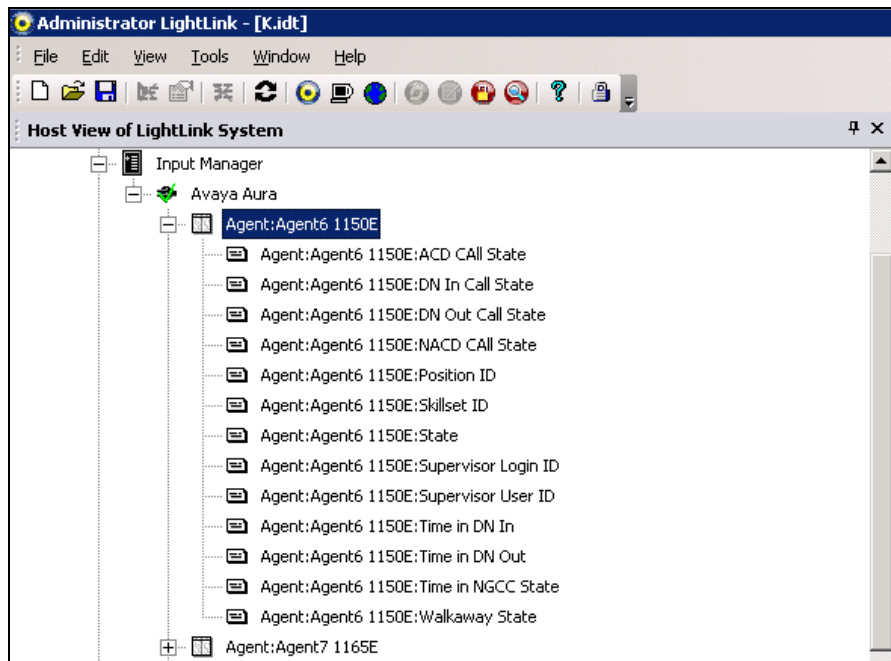 Administrator LightLink - [K.idt]
File Edit View Tools Window Help
Host View of LightLink System
Input Manager
Avaya Aura
Agent:Agent6 1150E
Agent:Agent6 1150E:ACD CAll State
Agent:Agent6 1150E:DN In Call State
Agent:Agent6 1150E:DN Out Call State
Agent:Agent6 1150E:NACD CAll State
Agent:Agent6 1150E:Position ID
Agent:Agent6 1150E:Skillset ID
Agent:Agent6 1150E:State
Agent:Agent6 1150E:Supervisor Login ID
Agent:Agent6 1150E:Supervisor User ID
Agent:Agent6 1150E:Time in DN In
Agent:Agent6 1150E:Time in DN Out
Agent:Agent6 1150E:Time in NGCC State
Agent:Agent6 1150E:Walkaway State
Agent:Agent7 1165E